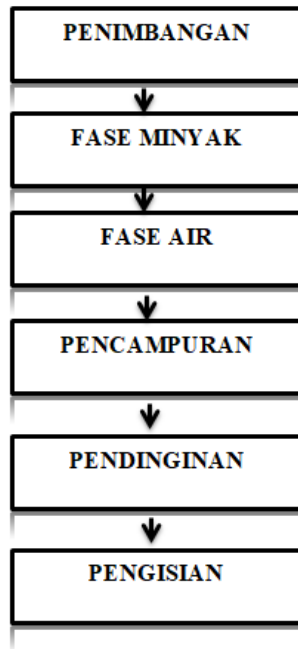 PENIMBANGAN
FASE MINYAK
FASE AIR
PENCAMPURAN
PENDINGINAN
PENGISIAN